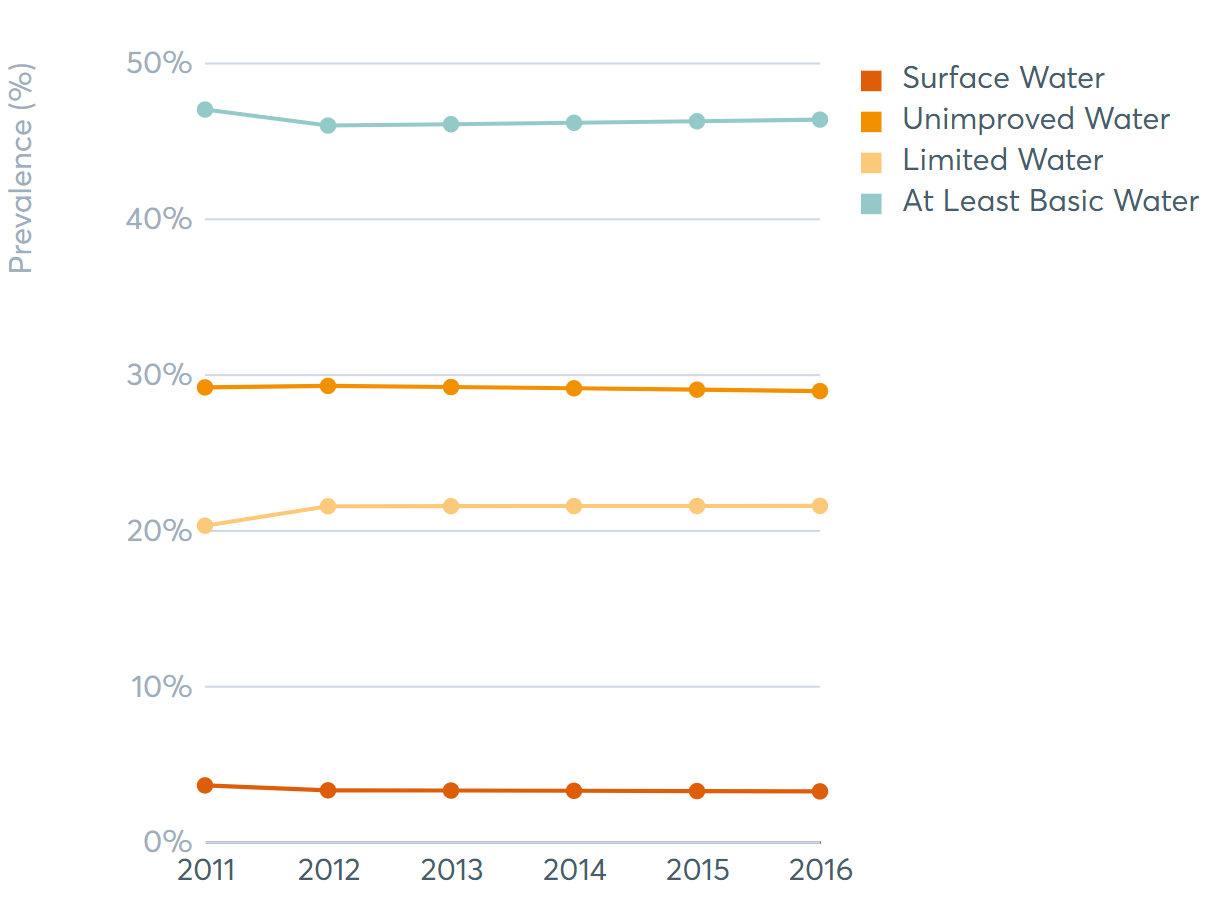 Prevalence (%)
50%
40%
30%
20%
10%
0%
2011 2012 2013 2014 2015 2016
Surface Water
Unimproved Water
Limited Water
At Least Basic Water